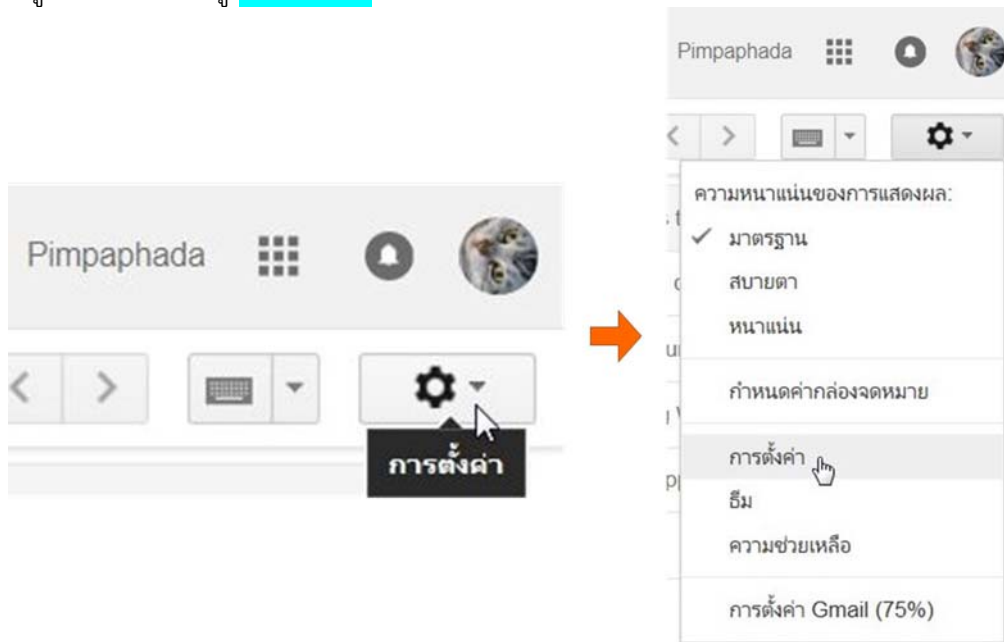 Pimpaphada
การตั้งค่า
Pimpaphada
ความหนาแน่นของการแสดงผล:
มาตรฐาน
สบายตา
หนาแน่น
กำหนดค่ากล่องจดหมาย
การตั้งค่า
ธีม
ความช่วยเหลือ
การตั้งค่า Gmail (75%)